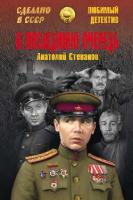 СДЕЛАНО
В СССР
ЛЮБИМЫЙ
ДЕТЕКТИВ
В ПОСЛЕДНЮЮ ОЧЕРЕДЬ
Анатолий Степанов